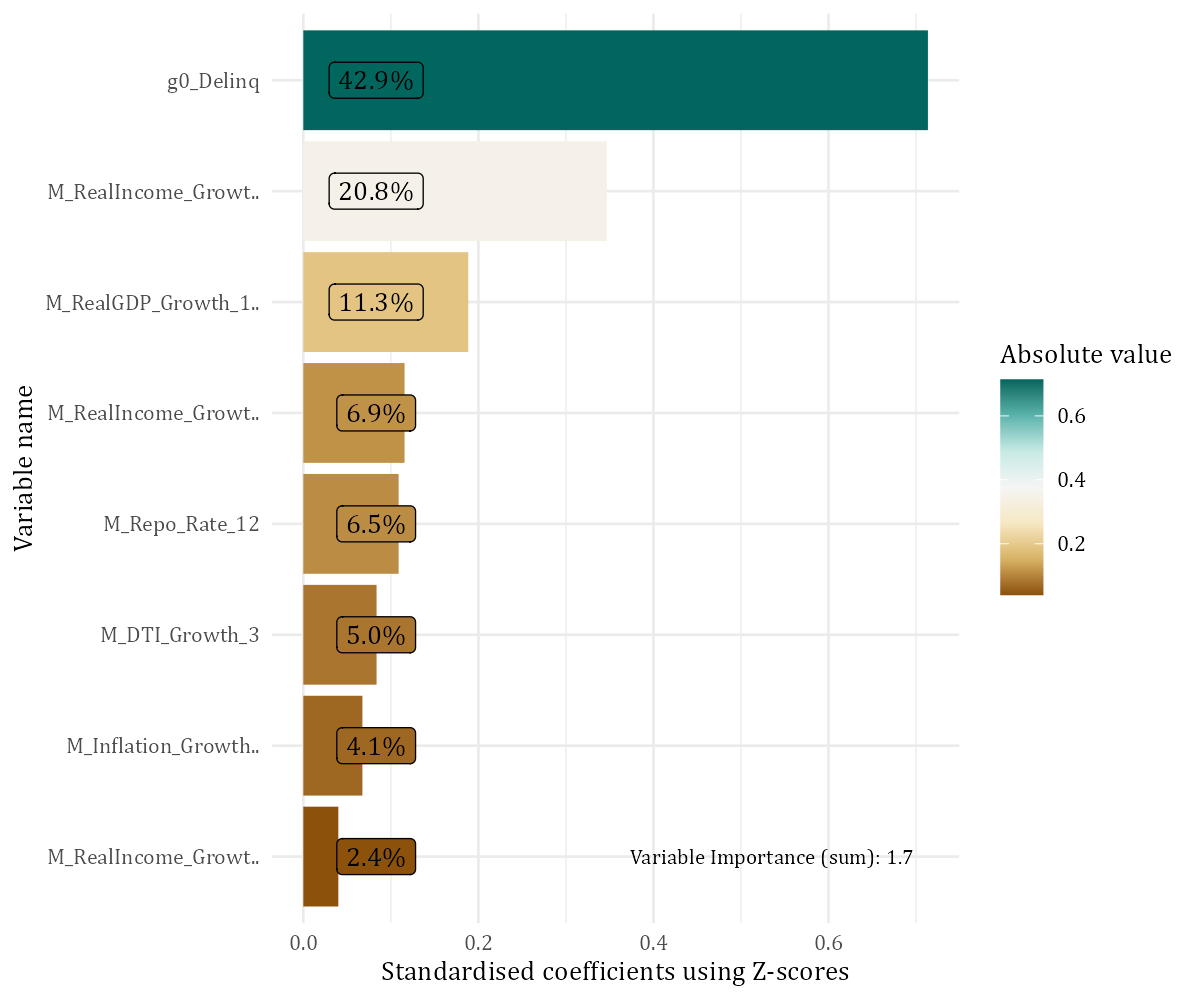 g0_Delinq
42.9%
M_RealIncome_Growt..
20.8%
M_RealGDP_Growth_1..
11.3%
M_RealIncome_Growt..
6.9%
M_Repo_Rate_12
6.5%
M_DTI_Growth_3
5.0%
M_Inflation_Growth..
4.1%
M_RealIncome_Growt..
2.4%
Variable Importance (sum): 1.7
0.0
0.2
0.4
0.6
Standardised coefficients using Z-scores
Variable name
Absolute value
0.6
0.4
0.2